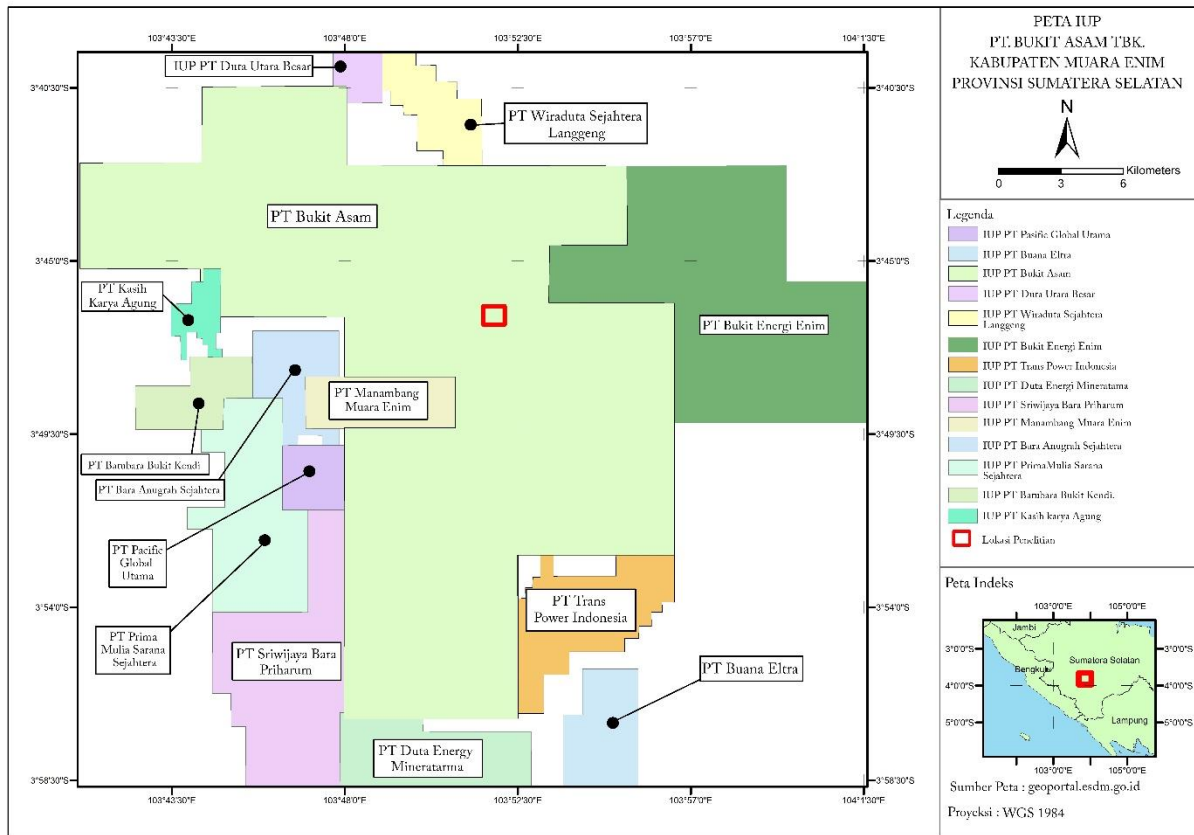 PETA IUP
PT. BUKIT ASAM TBK.
KABUPATEN MUARA ENIM
PROVINSI SUMATERA SELATAN
N
Kilometers
0 3 6
Legenda
IUP PT Pasific Global Utama
IUP PT Buana Eltra
IUP PT Bukit Asam
IUP PT Duta Utara Besar
IUP PT Wiraduta Sejahtera
Langgeng
IUP PT Bukit Energi Enim
IUP PT Trans Power Indonesia
IUP PT Duta Energi Mineratama
IUP PT Sriwijaya Bara Priharum
IUP PT Manambang Muara Enim
IUP PT Bara Anugrah Sejahtera
IUP PT PrimaMulia Sarana
Sejahtera
IUP PT Batubara Bukit Kendi.
IUP PT Kasih karya Agung
Lokasi Penelitian
Peta Indeks
103°0'0"E 105°0'0"E
3°0'0"S 3°0'0"S
4°0'0"S 4°0'0"S
5°0'0"S 5°0'0"S
103°0'0"E 105°0'0"E
Jambi
Bengkulu
Sumatera Selatan
Lampung
Sumber Peta : geoportal.esdm.go.id
Proyeksi : WGS 1984
103°43'30"E 103°48'0"E 103°52'30"E 103°57'0"E 104°1'30"E
3°40'30"S 3°40'30"S
3°45'0"S 3°45'0"S
3°49'30"S 3°49'30"S
3°54'0"S 3°54'0"S
3°58'30"S 3°58'30"S
103°43'30"E 103°48'0"E 103°52'30"E 103°57'0"E 104°1'30"E
IUP PT Duta Utara Besar
PT Wiraduta Sejahtera
Langgeng
PT Bukit Asam
PT Kasih
Karya Agung
PT Bukit Energi Enim
PT Manambang
Muara Enim
PT Batubara Bukit Kendi
PT Bara Anugrah Sejahtera
PT Pacific
Global
Utama
PT Prima
Mulia Sarana
Sejahtera
PT Sriwijaya Bara
Priharum
PT Trans
Power Indonesia
PT Buana Eltra
PT Duta Energy
Mineratarma